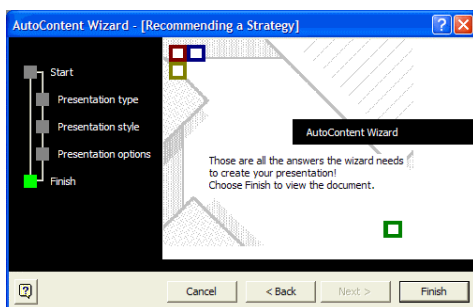 AutoContent Wizard - [Recommending a Strategy]
Start
Presentation type
Presentation style
Presentation options
Finish
AutoContent Wizard
Those are all the answers the wizard needs
to create your presentation!
Choose Finish to view the document.
Cancel
< Back
Next >
Finish